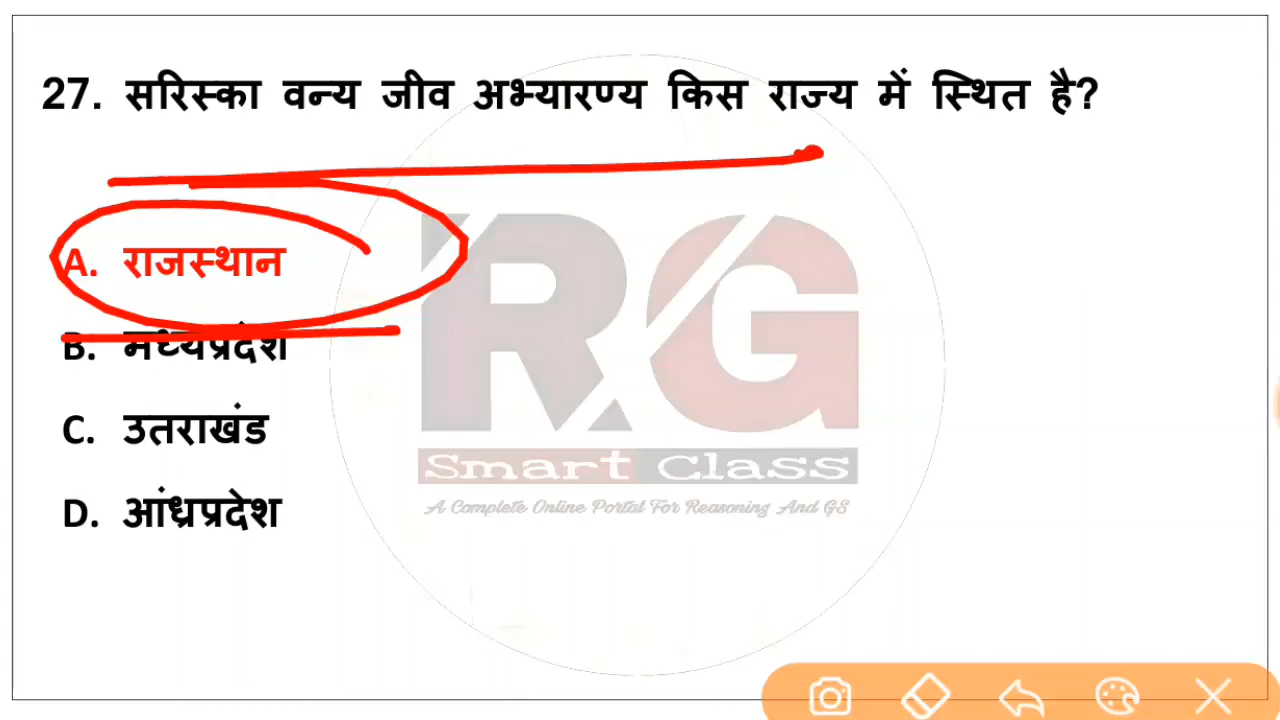 27. सरिस्का वन्य जीव अभ्यारण्य किस राज्य में स्थित है?
A. राजस्थान
B. मध्यप्रदेश
C. उतराखंड
D. आंध्रप्रदेश
RG
Smart Class
A Complete Online Portal For Reasoning And GS